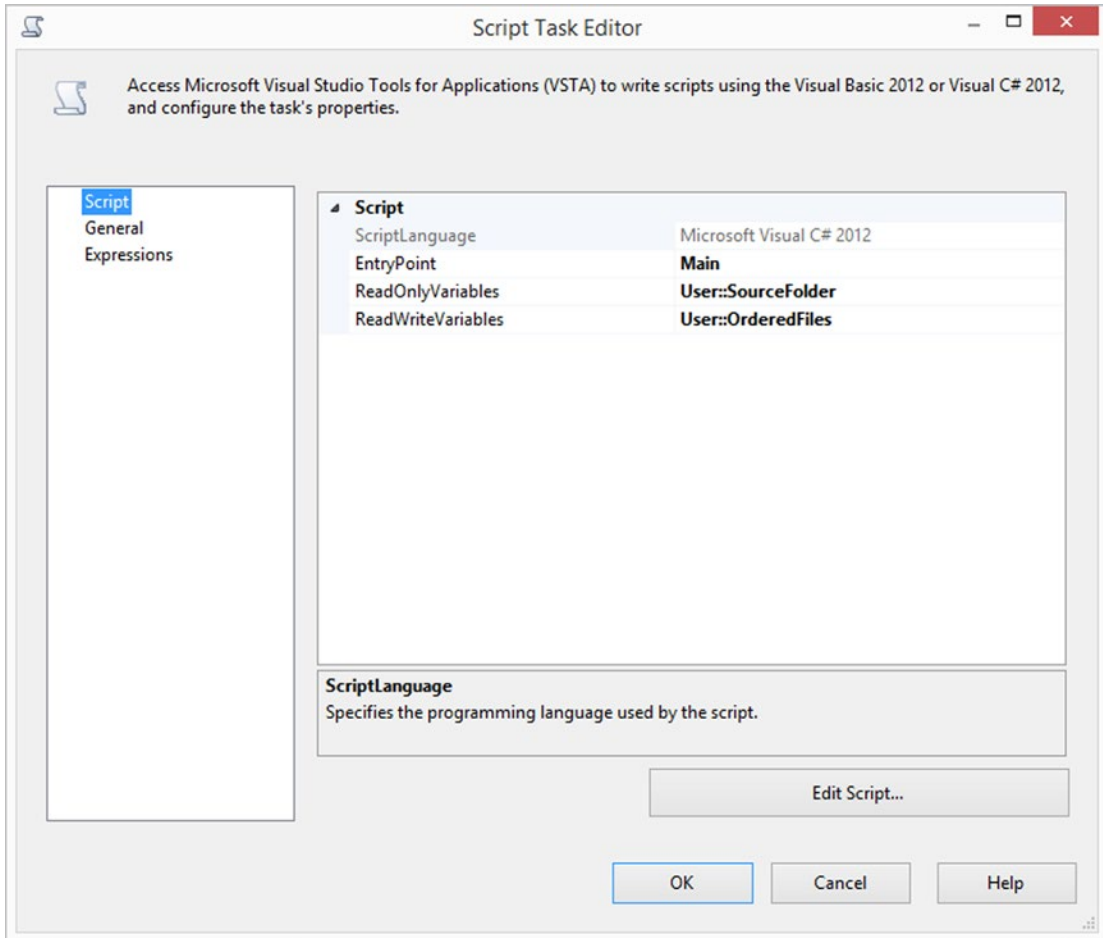 Script Task Editor
Access Microsoft Visual Studio Tools for Applications (VSTA) to write scripts using the Visual Basic 2012 or Visual C# 2012,
and configure the task's properties.
Script
General
Expressions
Script
ScriptLanguage Microsoft Visual C# 2012
EntryPoint Main
ReadOnlyVariables User::SourceFolder
ReadWriteVariables User::OrderedFiles
ScriptLanguage
Specifies the programming language used by the script.
Edit Script...
OK Cancel Help